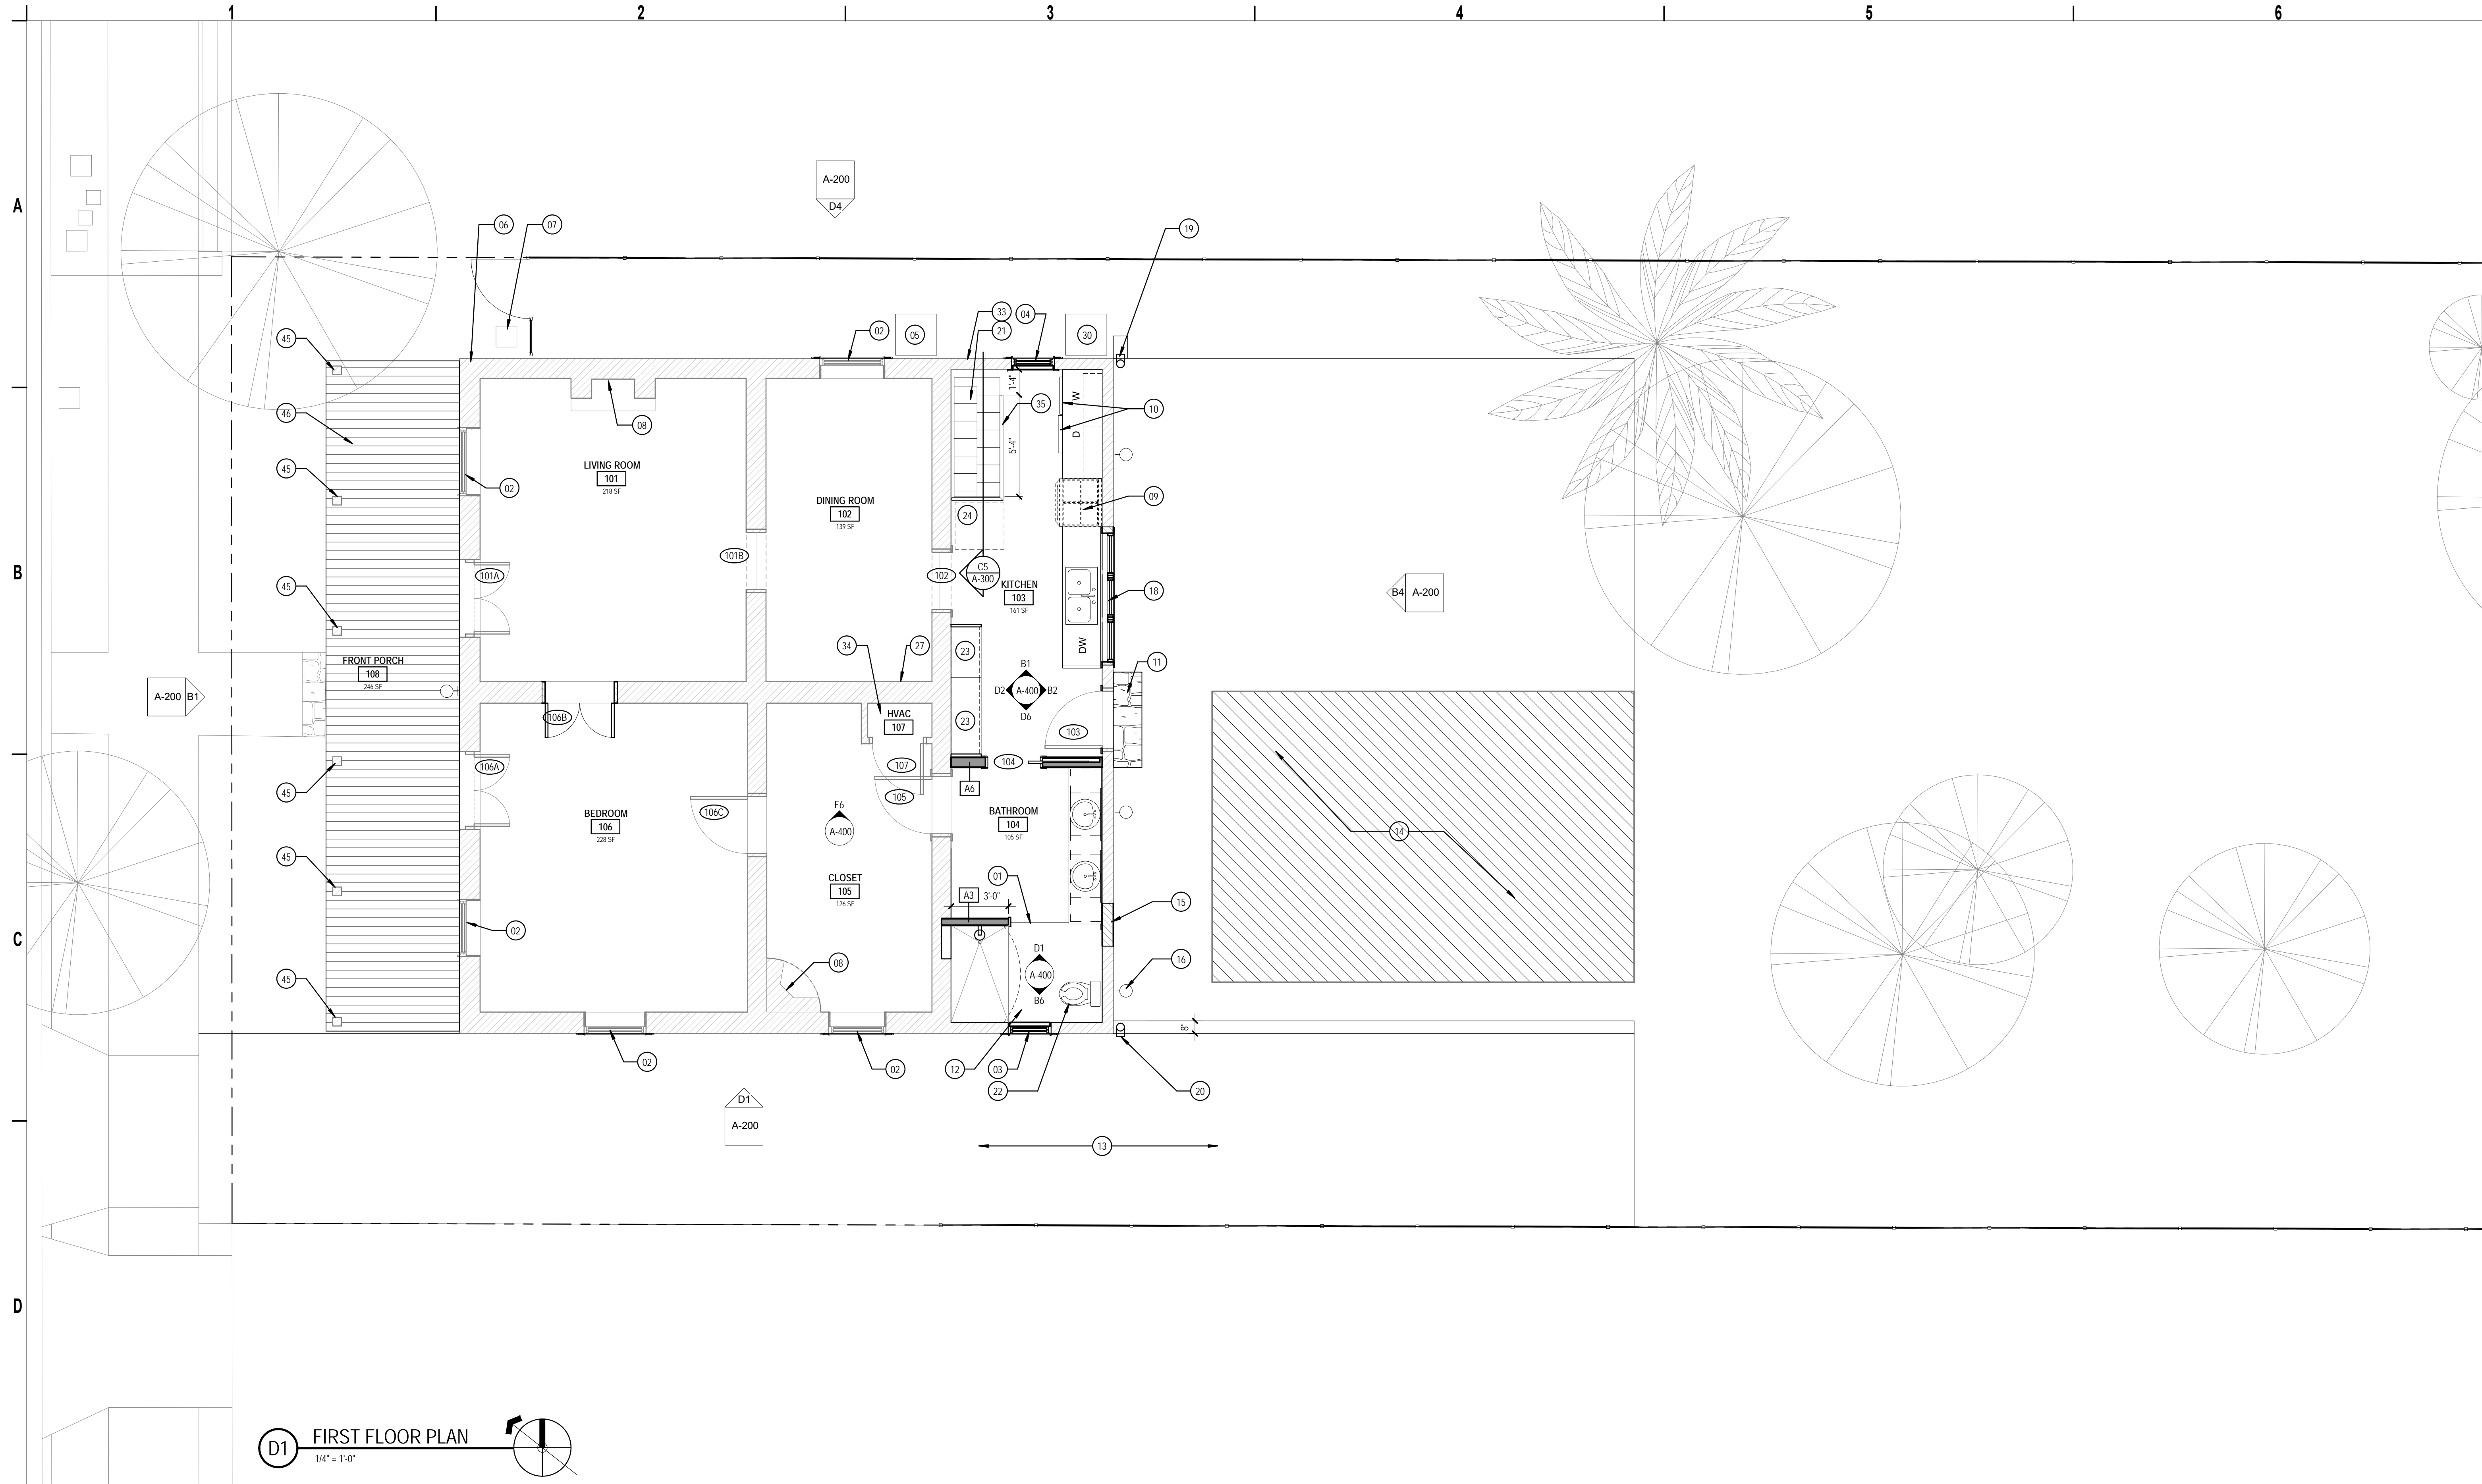 1 2 3 4 5 6
A
A-200
D4
06 07 19
33 04
45 02 05 21 30
1'-4"
W
46 35 10
08 D
5'-4"
LIVING ROOM
101
218 SF
45 02 09
DINING ROOM
102
139 SF
24
101B
B
101A 102
C5
A-300
KITCHEN
103
161 SF
45 18
B4 A-200
34 27 23 DW
FRONT PORCH
108
246 SF
B1
D2 A-400 B2
D6
11
A-200 B1
106B
HVAC
107
23
103
106A 107 104
A6
45 105
BEDROOM
106
228 SF
106C
F6
A-400
BATHROOM
104
105 SF
14
45
CLOSET
105
126 SF
01
A3 3'-0"
15
C
02
08
D1
A-400
B6
16
45
8"
02 02 12 03
22 20
D1
A-200
13
D
D1 FIRST FLOOR PLAN
1/4" = 1'-0"